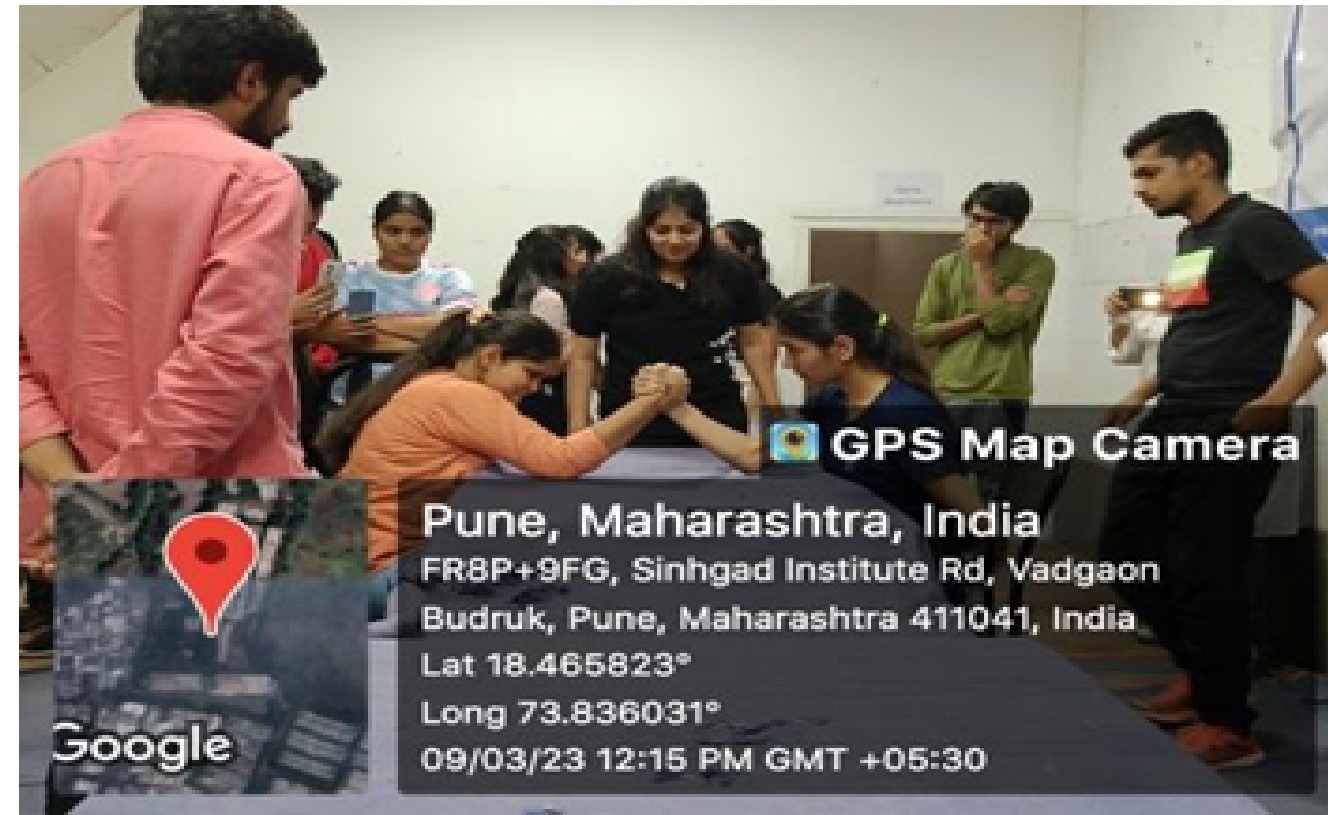 GPS Map Camera
Pune, Maharashtra, India
FR8P+9FG, Sinhgad Institute Rd, Vadgaon
Budruk, Pune, Maharashtra 411041, India
Lat 18.465823°
Long 73.836031°
09/03/23 12:15 PM GMT +05:30
Google